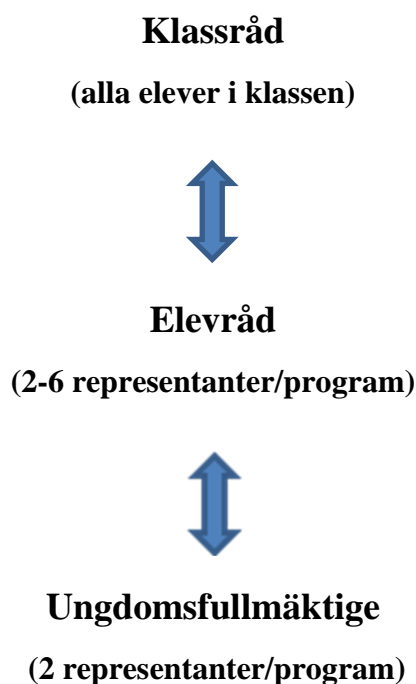 Klassråd
(alla elever i klassen)
Elevråd
(2-6 representanter/program)
Ungdomsfullmäktige
(2 representanter/program)